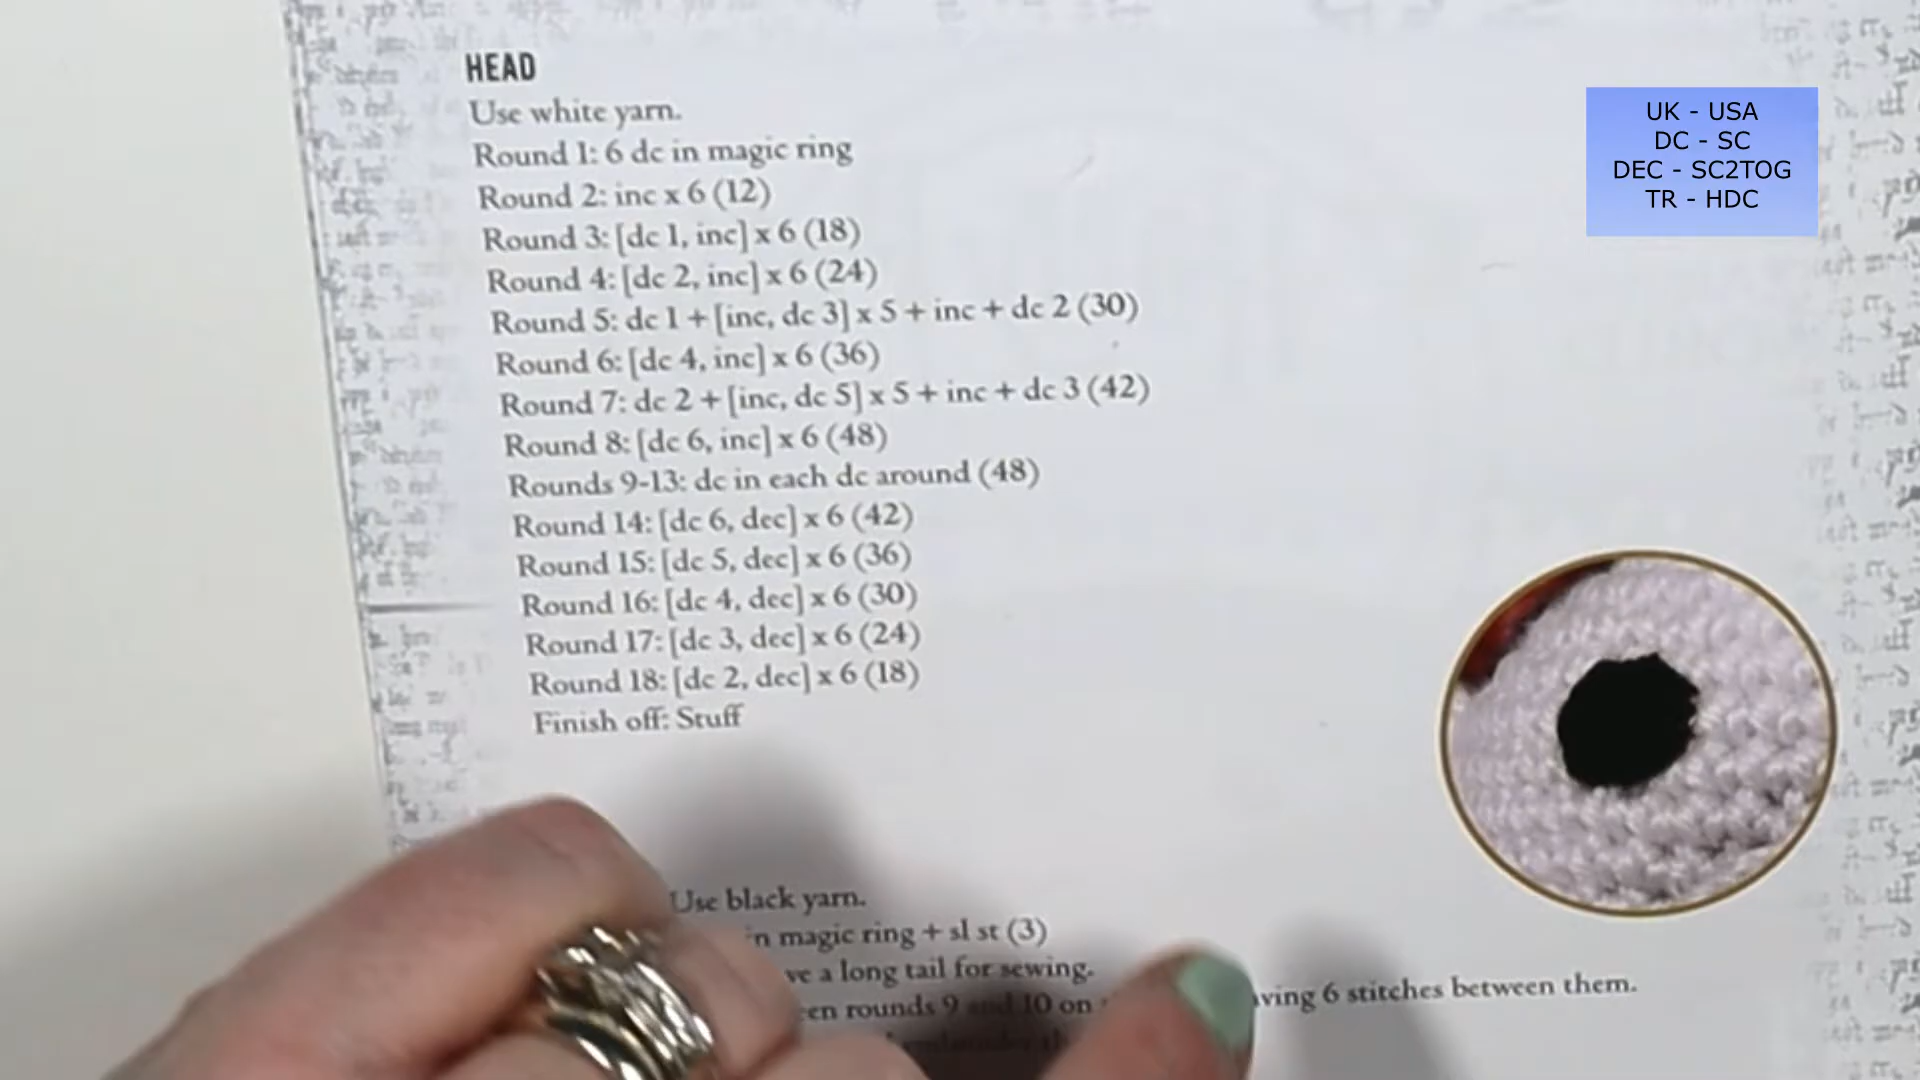 HEAD
Use white yarn.
Round 1: 6 dc in magic ring
Round 2: inc x 6 (12)
Round 3: [dc 1, inc] x 6 (18)
Round 4: [dc 2, inc] x 6 (24)
Round 5: dc 1 + [inc, dc 3] x 5 + inc + dc 2 (30)
Round 6: [dc 4, inc] x 6 (36)
Round 7: dc 2 + [inc, dc 5] x 5 + inc + dc 3 (42)
Round 8: [dc 6, inc] x 6 (48)
Rounds 9-13: dc in each dc around (48)
Round 14: [dc 6, dec] x 6 (42)
Round 15: [dc 5, dec] x 6 (36)
Round 16: [dc 4, dec] x 6 (30)
Round 17: [dc 3, dec] x 6 (24)
Round 18: [dc 2, dec] x 6 (18)
Finish off: Stuff
Use black yarn.
in magic ring + sl st (3)
a long tail for sewing.
rounds 9 and 10 on 6 stitches between them.
UK - USA
DC - SC
DEC - SC2TOG
TR - HDC